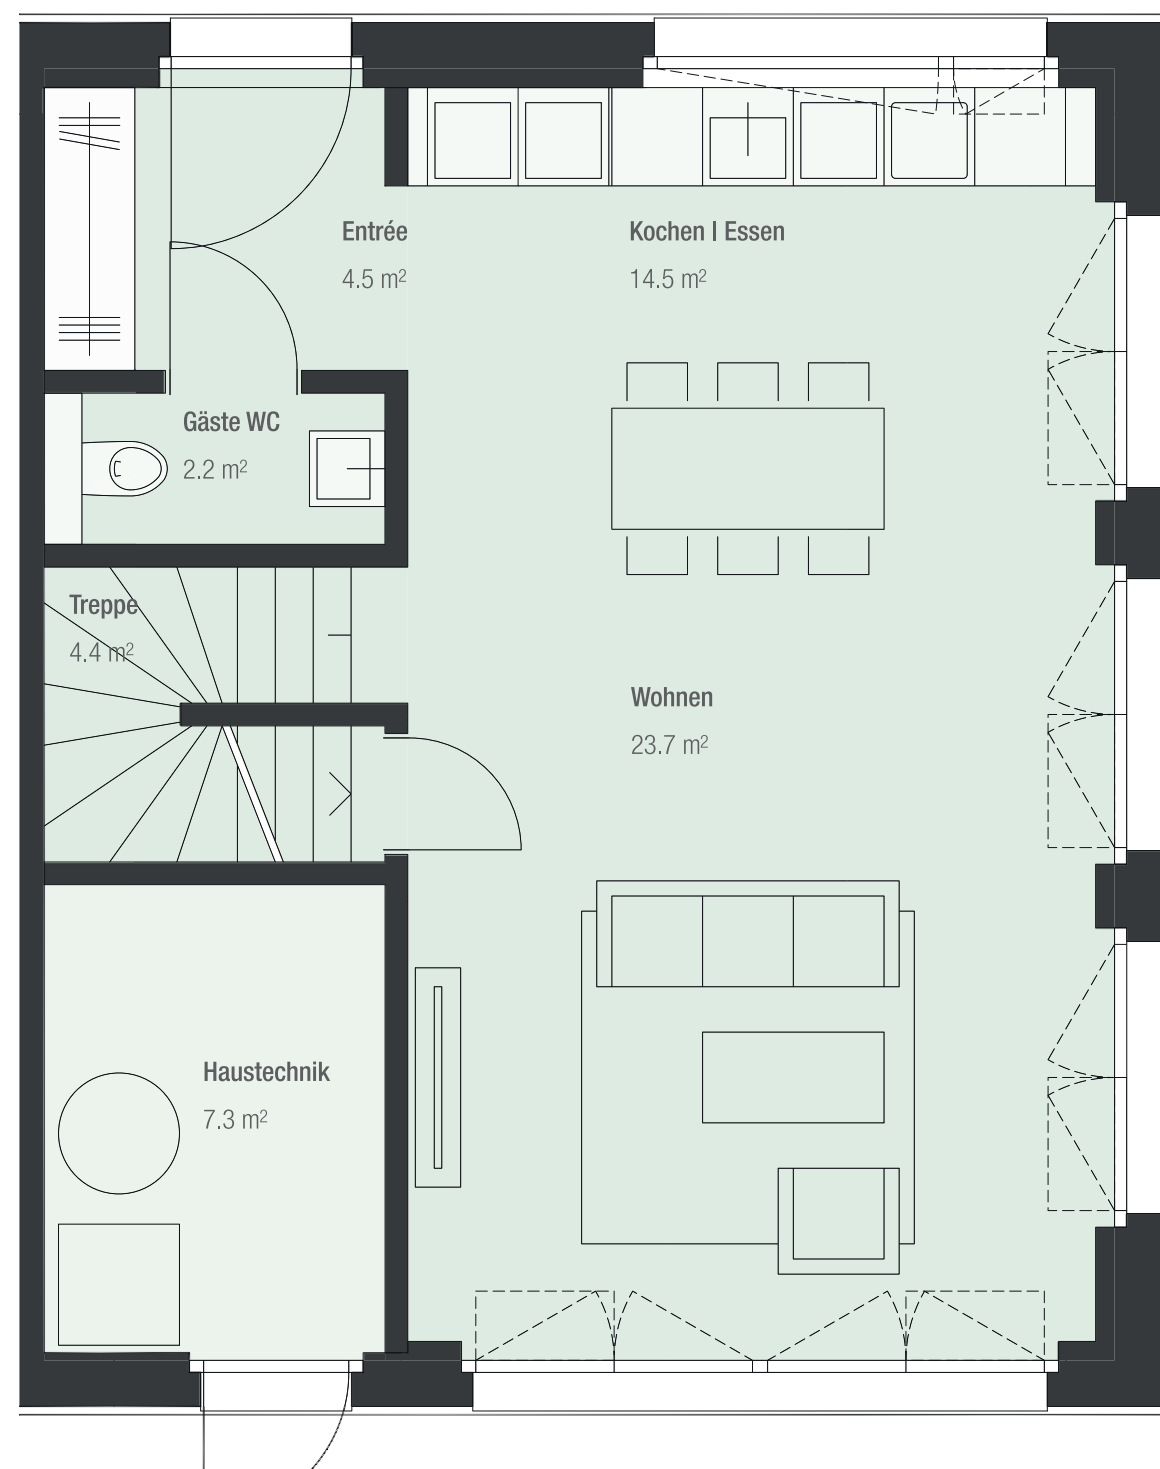 Entrée
4.5 m²
Kochen I Essen
14.5 m²
Gäste WC
2.2 m²
Treppe
4.4 m²
Wohnen
23.7 m²
Haustechnik
7.3 m²